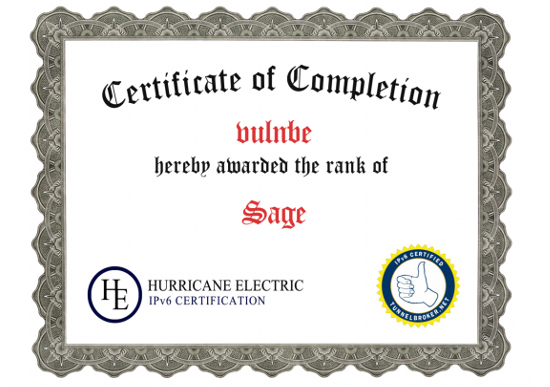 Certificate of Completion
vulnbe
hereby awarded the rank of
Sage
HE
HURRICANE ELECTRIC
IPv6 CERTIFICATION
IPv6 CERTIFIED
TUNNELBROKER.NET